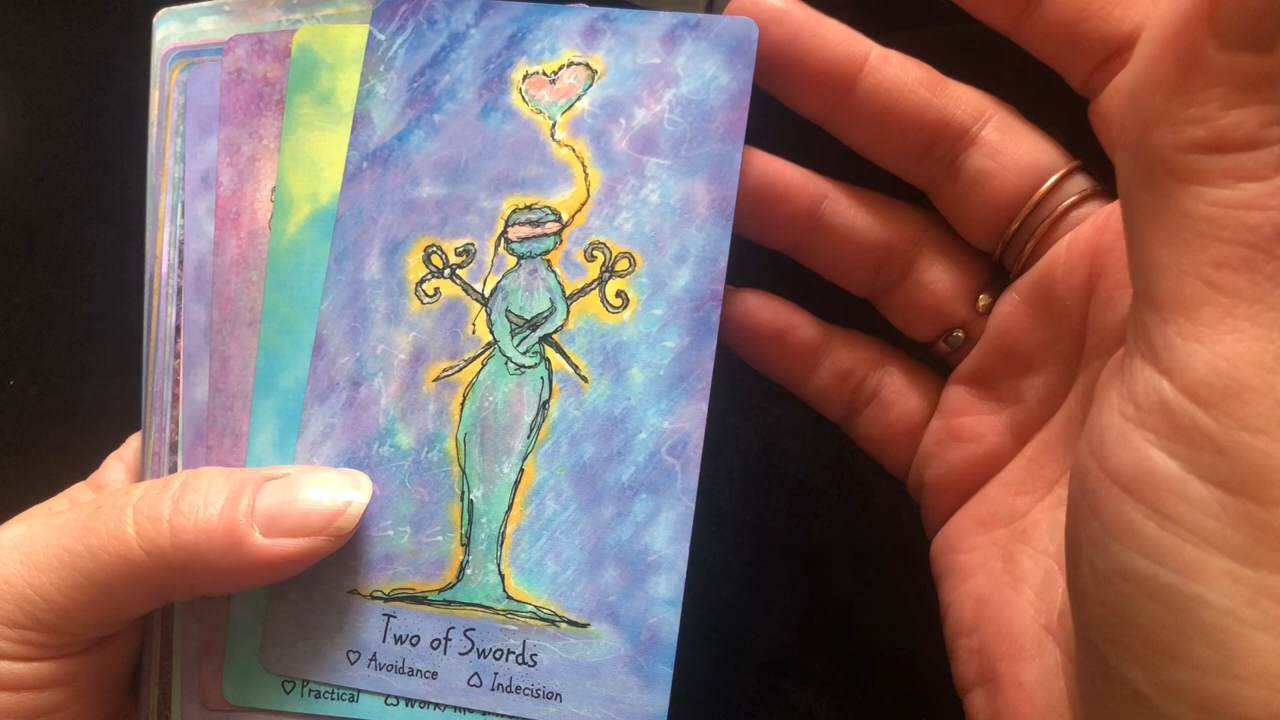 Two of Swords
♡ Avoidance ♡ Indecision
♡ Practical